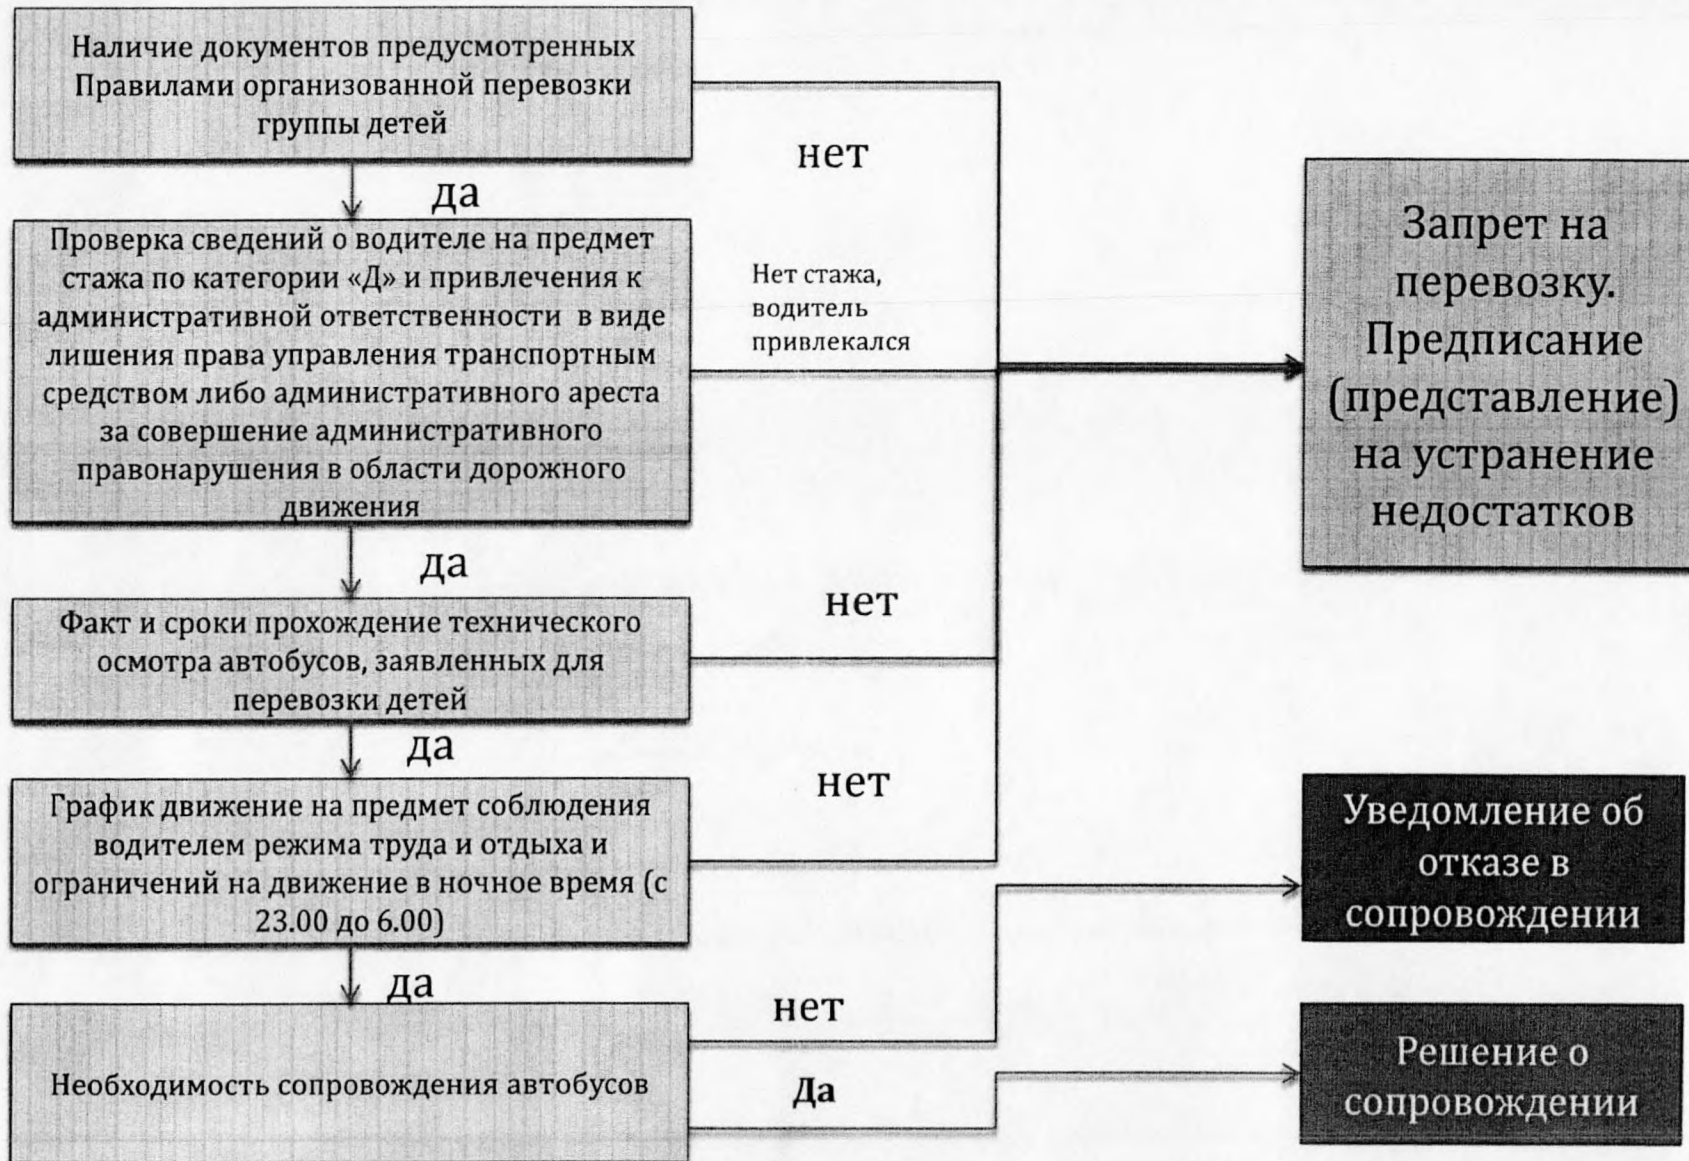 Наличие документов предусмотренных
Правилами организованной перевозки
группы детей
нет
да
Проверка сведений о водителе на предмет
стажа по категории «Д» и привлечения к
административной ответственности в виде
лишения права управления транспортным
средством либо административного ареста
за совершение административного
правонарушения в области дорожного
движения
Нет стажа,
водитель
привлекался
Запрет на
перевозку.
Предписание
(представление)
на устранение
недостатков
да
Факт и сроки прохождение технического
осмотра автобусов, заявленных для
перевозки детей
нет
да
График движение на предмет соблюдения
водителем режима труда и отдыха и
ограничений на движение в ночное время (с
23.00 до 6.00)
нет
да
Необходимость сопровождения автобусов
нет
Уведомление об
отказе в
сопровождении
Да
Решение о
сопровождении